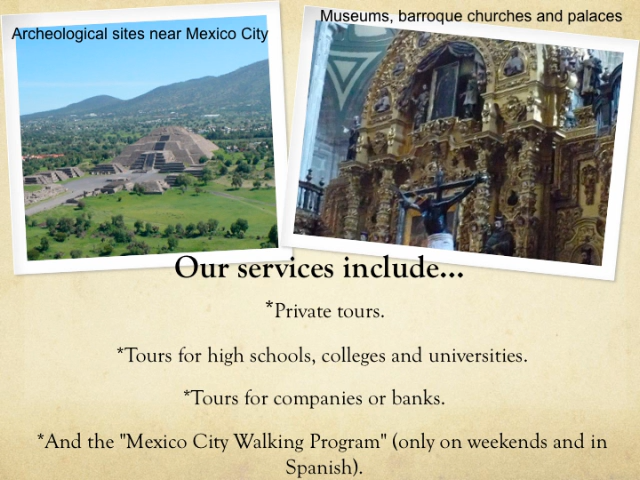 Archeological sites near Mexico City
Museums, barroque churches and palaces
Our services include...
*Private tours.
*Tours for high schools, colleges and universities.
*Tours for companies or banks.
*And the "Mexico City Walking Program" (only on weekends and in
Spanish).